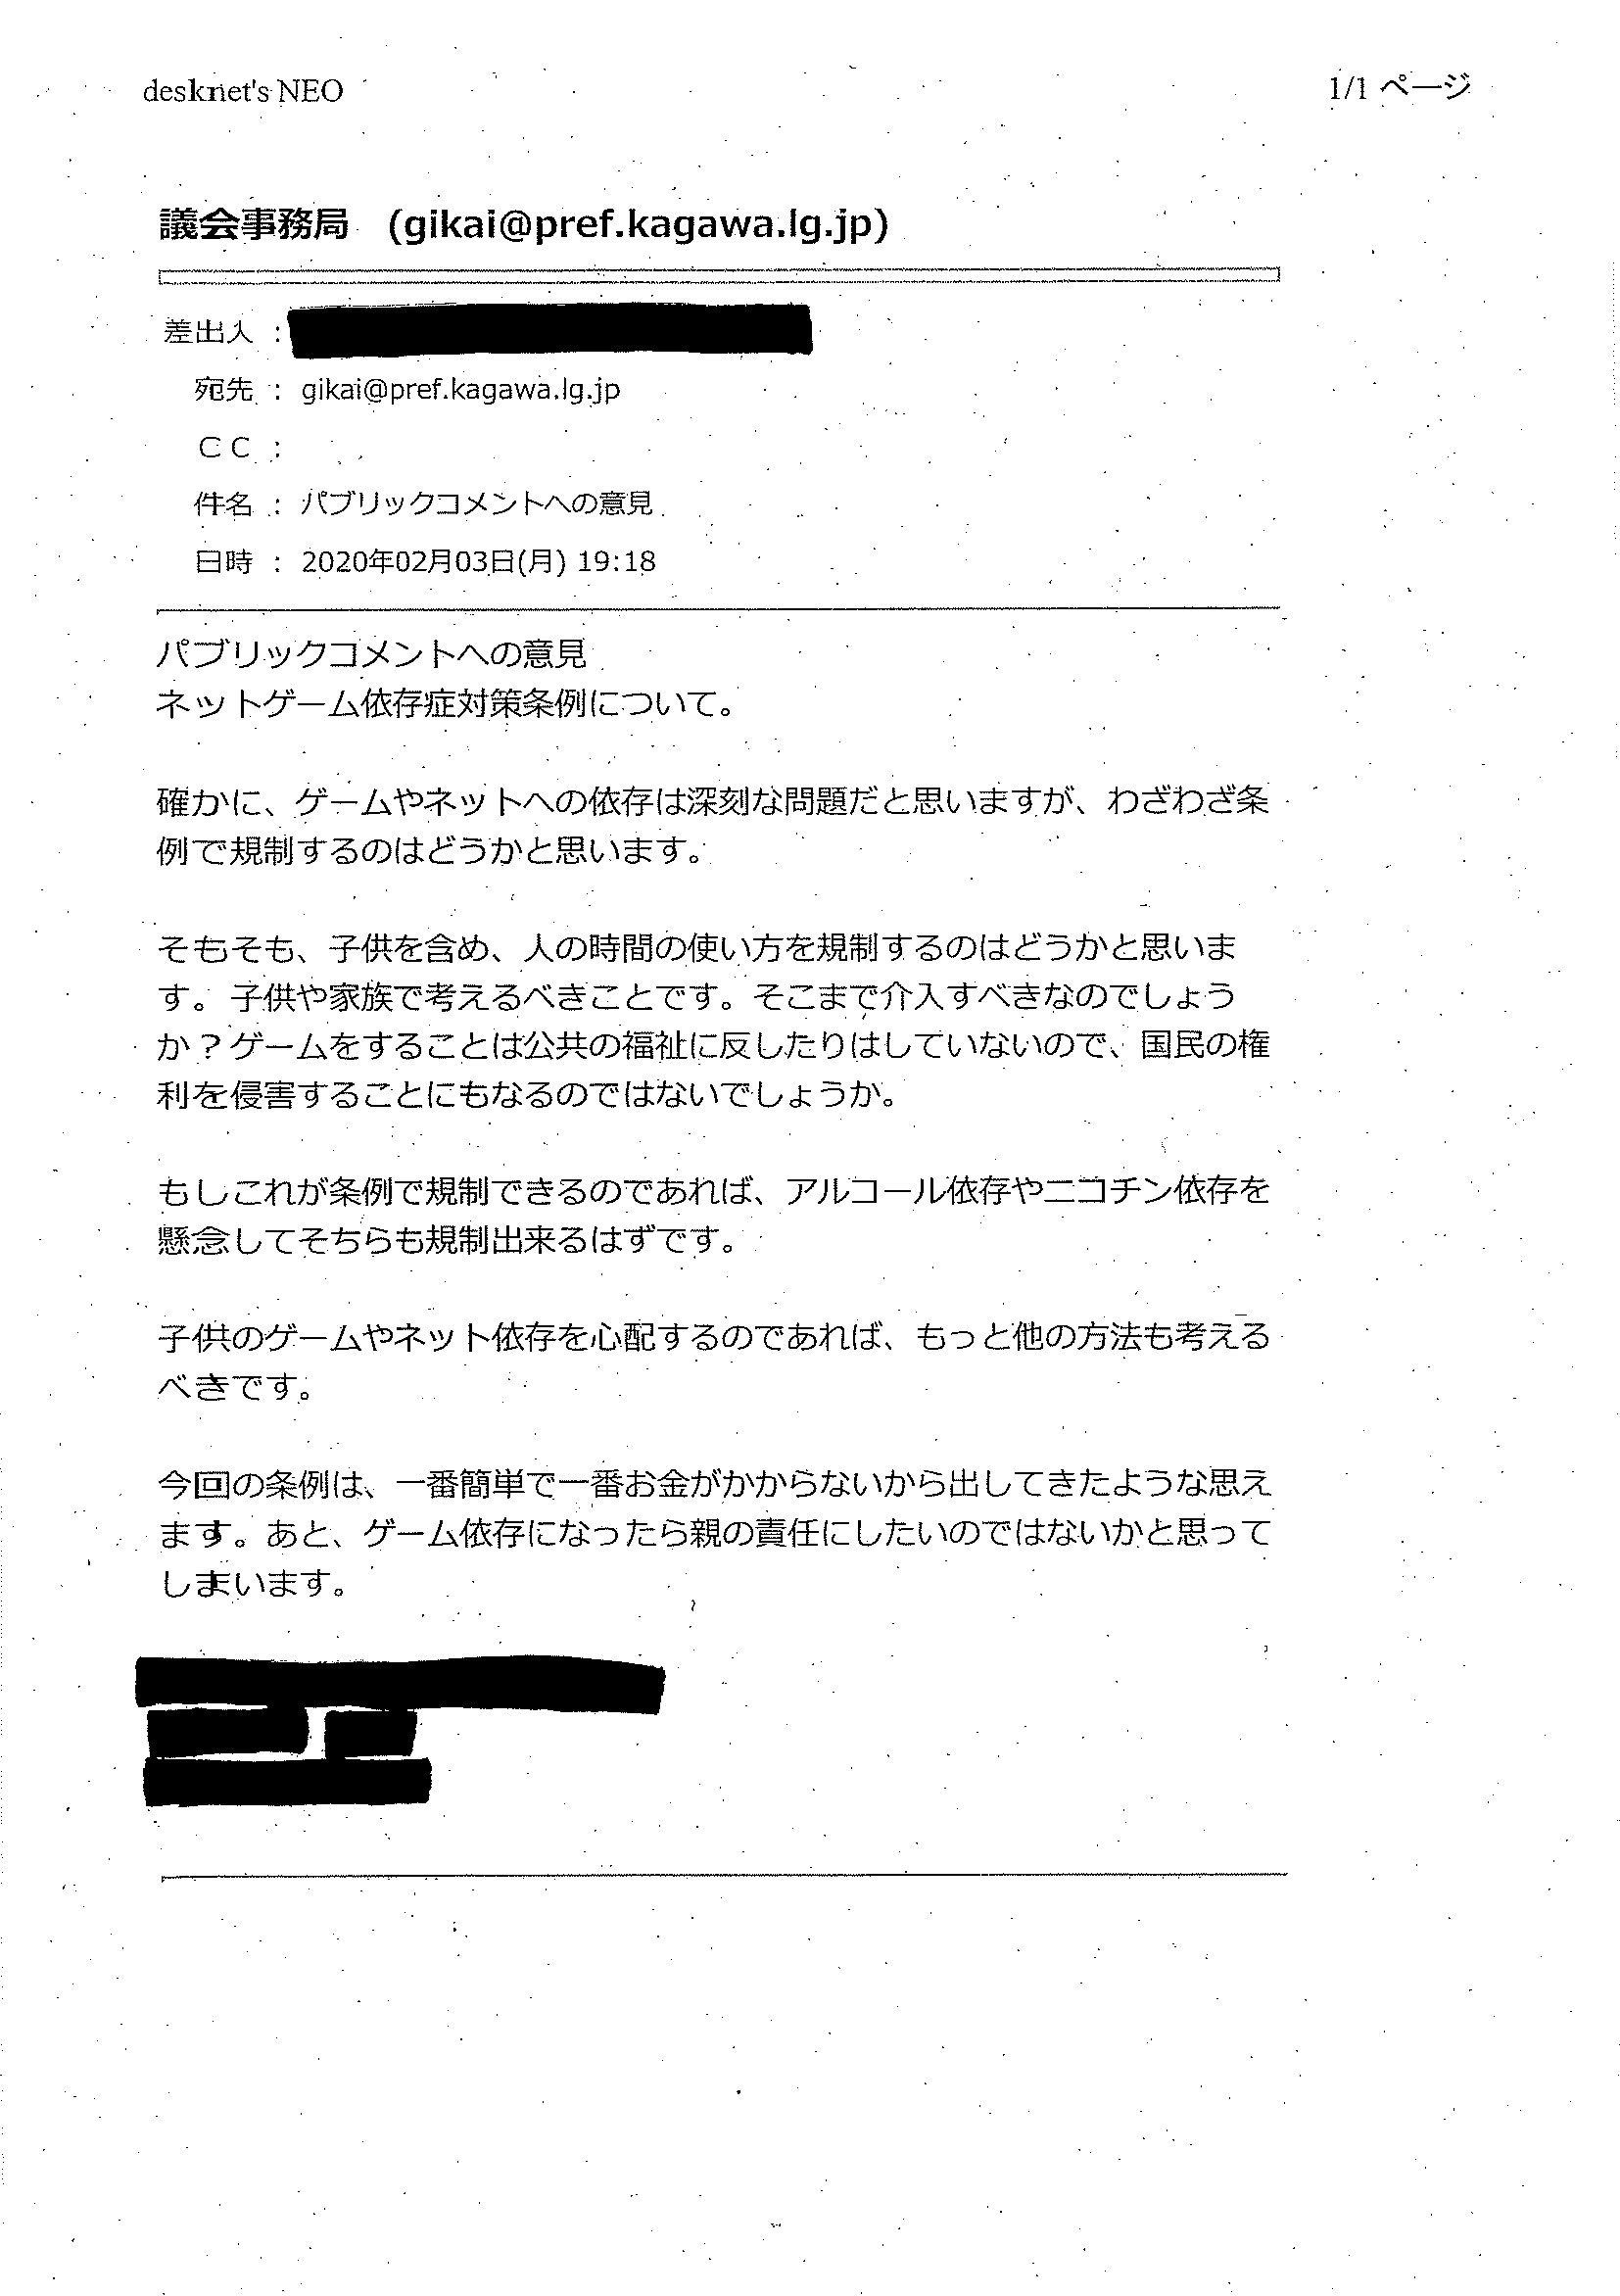 desknet's NEO
1/1 ページ
議会事務局 (gikai@pref.kagawa.lg.jp)
差出人 :
宛先 : gikai@pref.kagawa.lg.jp
ＣＣ :
件名 : パブリックコメントへの意見
日時 : 2020年02月03日(月) 19:18
パブリックコメントへの意見
ネットゲーム依存症対策条例について。
確かに、ゲームやネットへの依存は深刻な問題だと思いますが、わざわざ条
例で規制するのはどうかと思います。
そもそも、子供を含め、人の時間の使い方を規制するのはどうかと思いま
す。子供や家族で考えるべきことです。そこまで介入すべきなのでしょう
か？ゲームをすることは公共の福祉に反したりはしていないので、国民の権
利を侵害することにもなるのではないでしょうか。
もしこれが条例で規制できるのであれば、アルコール依存やニコチン依存を
懸念してそちらも規制出来るはずです。
子供のゲームやネット依存を心配するのであれば、もっと他の方法も考える
べきです。
今回の条例は、一番簡単で一番お金がかからないから出してきたような思え
ます。あと、ゲーム依存になったら親の責任にしたいのではないかと思って
しまいます。